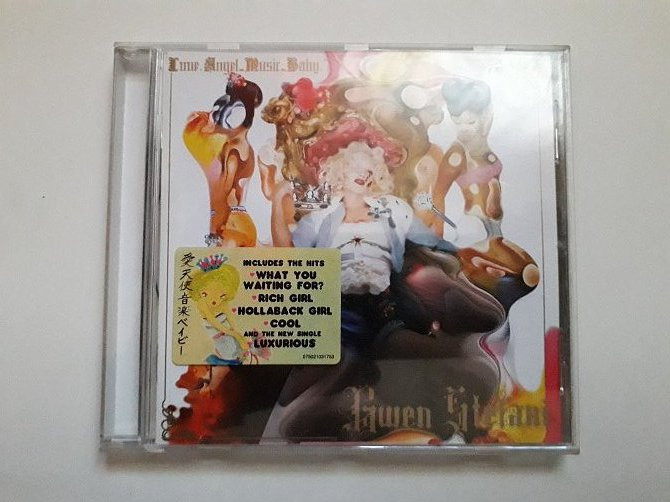 Love. Angel. Music. Baby.
愛天使音楽ベイビー
INCLUDES THE HITS
WHAT YOU
WAITING FOR?
RICH GIRL
HOLLABACK GIRL
COOL
AND THE NEW SINGLE
LUXURIOUS
Gwen Stefani